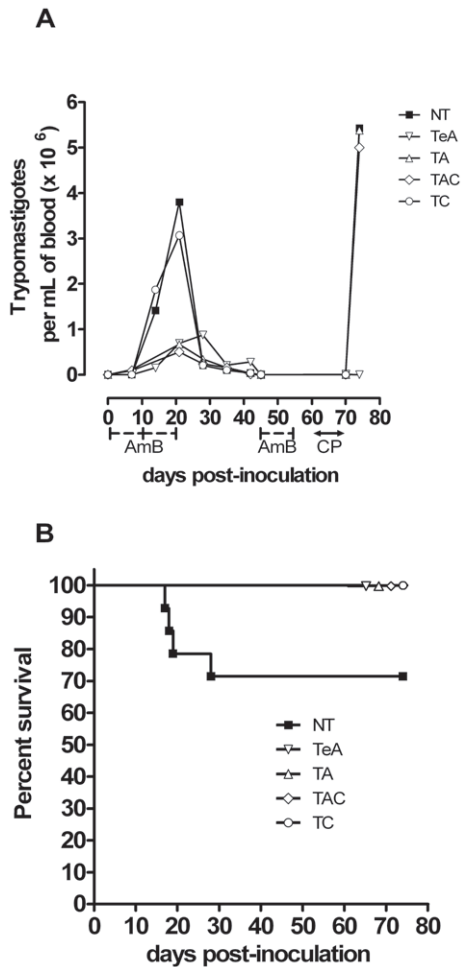 A
Trypomastigotes
per mL of blood (x 10 6)
6
5
4
3
2
1
0
NT
TeA
TA
TAC
TC
0 10 20 30 40 50 60 70 80
AmB AmB CP
days post-inoculation
B
Percent survival
100
90
80
70
60
50
40
30
20
10
0
NT
TeA
TA
TAC
TC
0 10 20 30 40 50 60 70 80
days post-inoculation